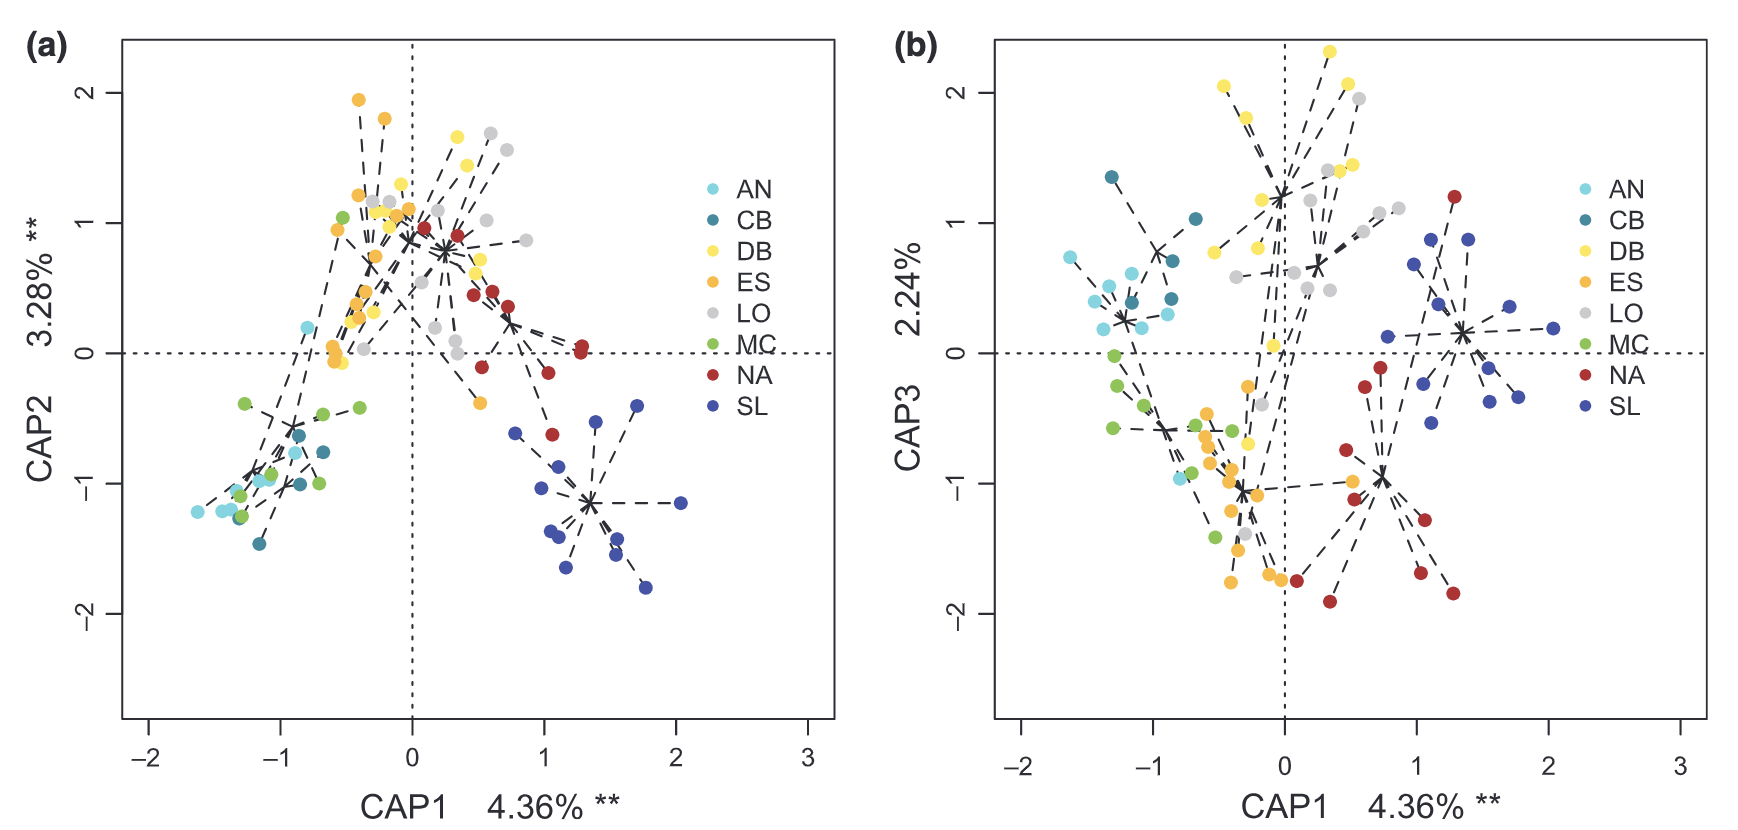 (a)
CAP2 3.28% **
2
1
0
–1
–2
AN
CB
DB
ES
LO
MC
NA
SL
–2 –1 0 1 2 3
CAP1 4.36% **
(b)
CAP3 2.24%
2
1
0
–1
–2
AN
CB
DB
ES
LO
MC
NA
SL
–2 –1 0 1 2 3
CAP1 4.36% **